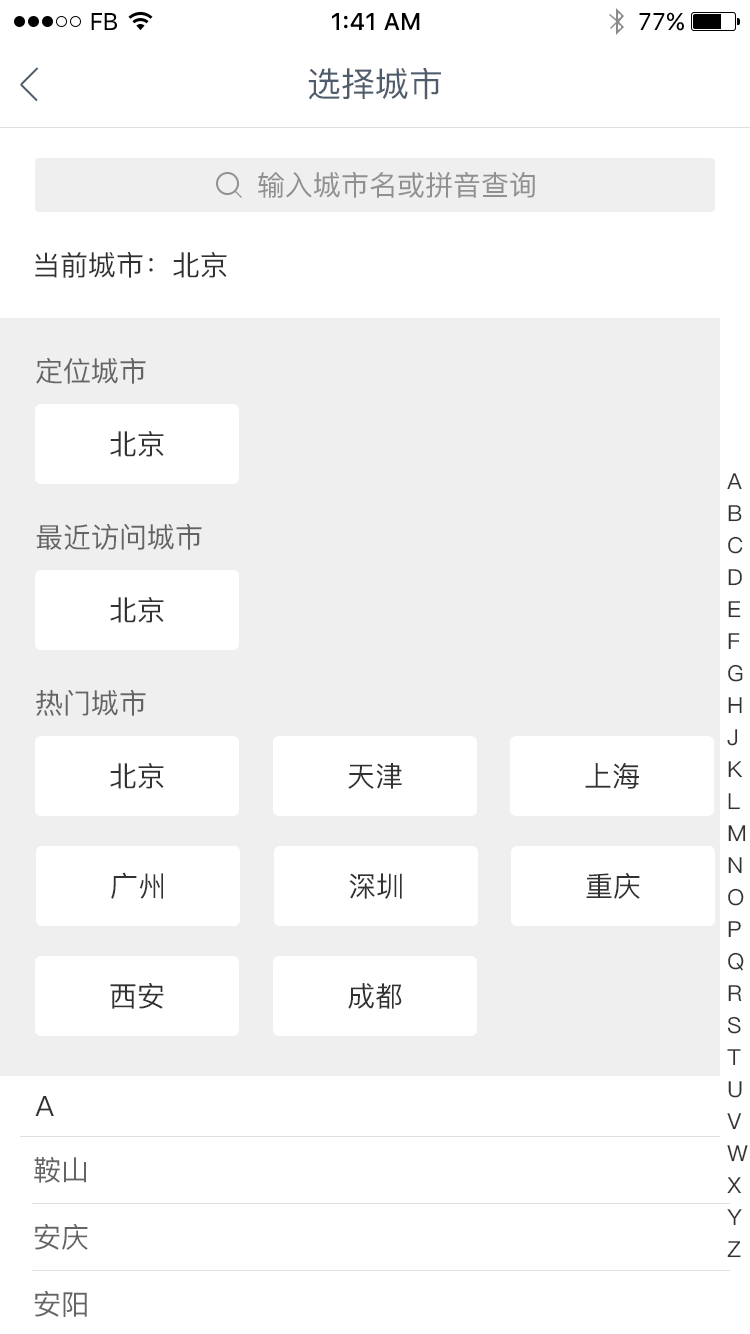 FB 1:41 AM 77%
选择城市
输入城市名或拼音查询
当前城市：北京
定位城市
北京
最近访问城市
北京
热门城市
北京 天津 上海
广州 深圳 重庆
西安 成都
A
鞍山
安庆
安阳
A
B
C
D
E
F
G
H
J
K
L
M
N
O
P
Q
R
S
T
U
V
W
X
Y
Z